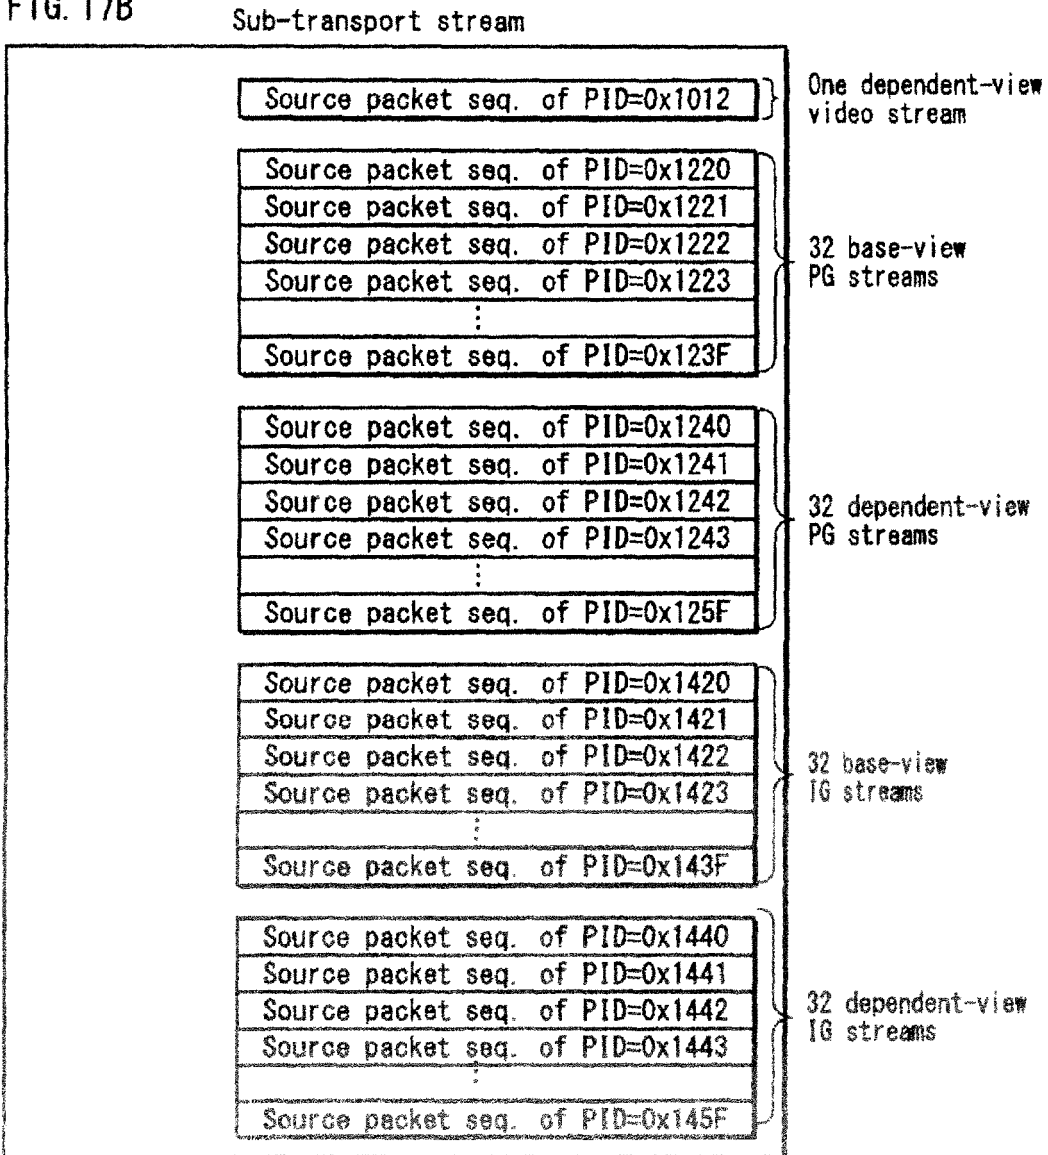 FIG. 17B
Sub-transport stream
Source packet seq. of PID=0x1012
One dependent-view
video stream
Source packet seq. of PID=0x1220
Source packet seq. of PID=0x1221
Source packet seq. of PID=0x1222
Source packet seq. of PID=0x1223
⋮
Source packet seq. of PID=0x123F
32 base-view
PG streams
Source packet seq. of PID=0x1240
Source packet seq. of PID=0x1241
Source packet seq. of PID=0x1242
Source packet seq. of PID=0x1243
⋮
Source packet seq. of PID=0x125F
32 dependent-view
PG streams
Source packet seq. of PID=0x1420
Source packet seq. of PID=0x1421
Source packet seq. of PID=0x1422
Source packet seq. of PID=0x1423
⋮
Source packet seq. of PID=0x143F
32 base-view
IG streams
Source packet seq. of PID=0x1440
Source packet seq. of PID=0x1441
Source packet seq. of PID=0x1442
Source packet seq. of PID=0x1443
⋮
Source packet seq. of PID=0x145F
32 dependent-view
IG streams